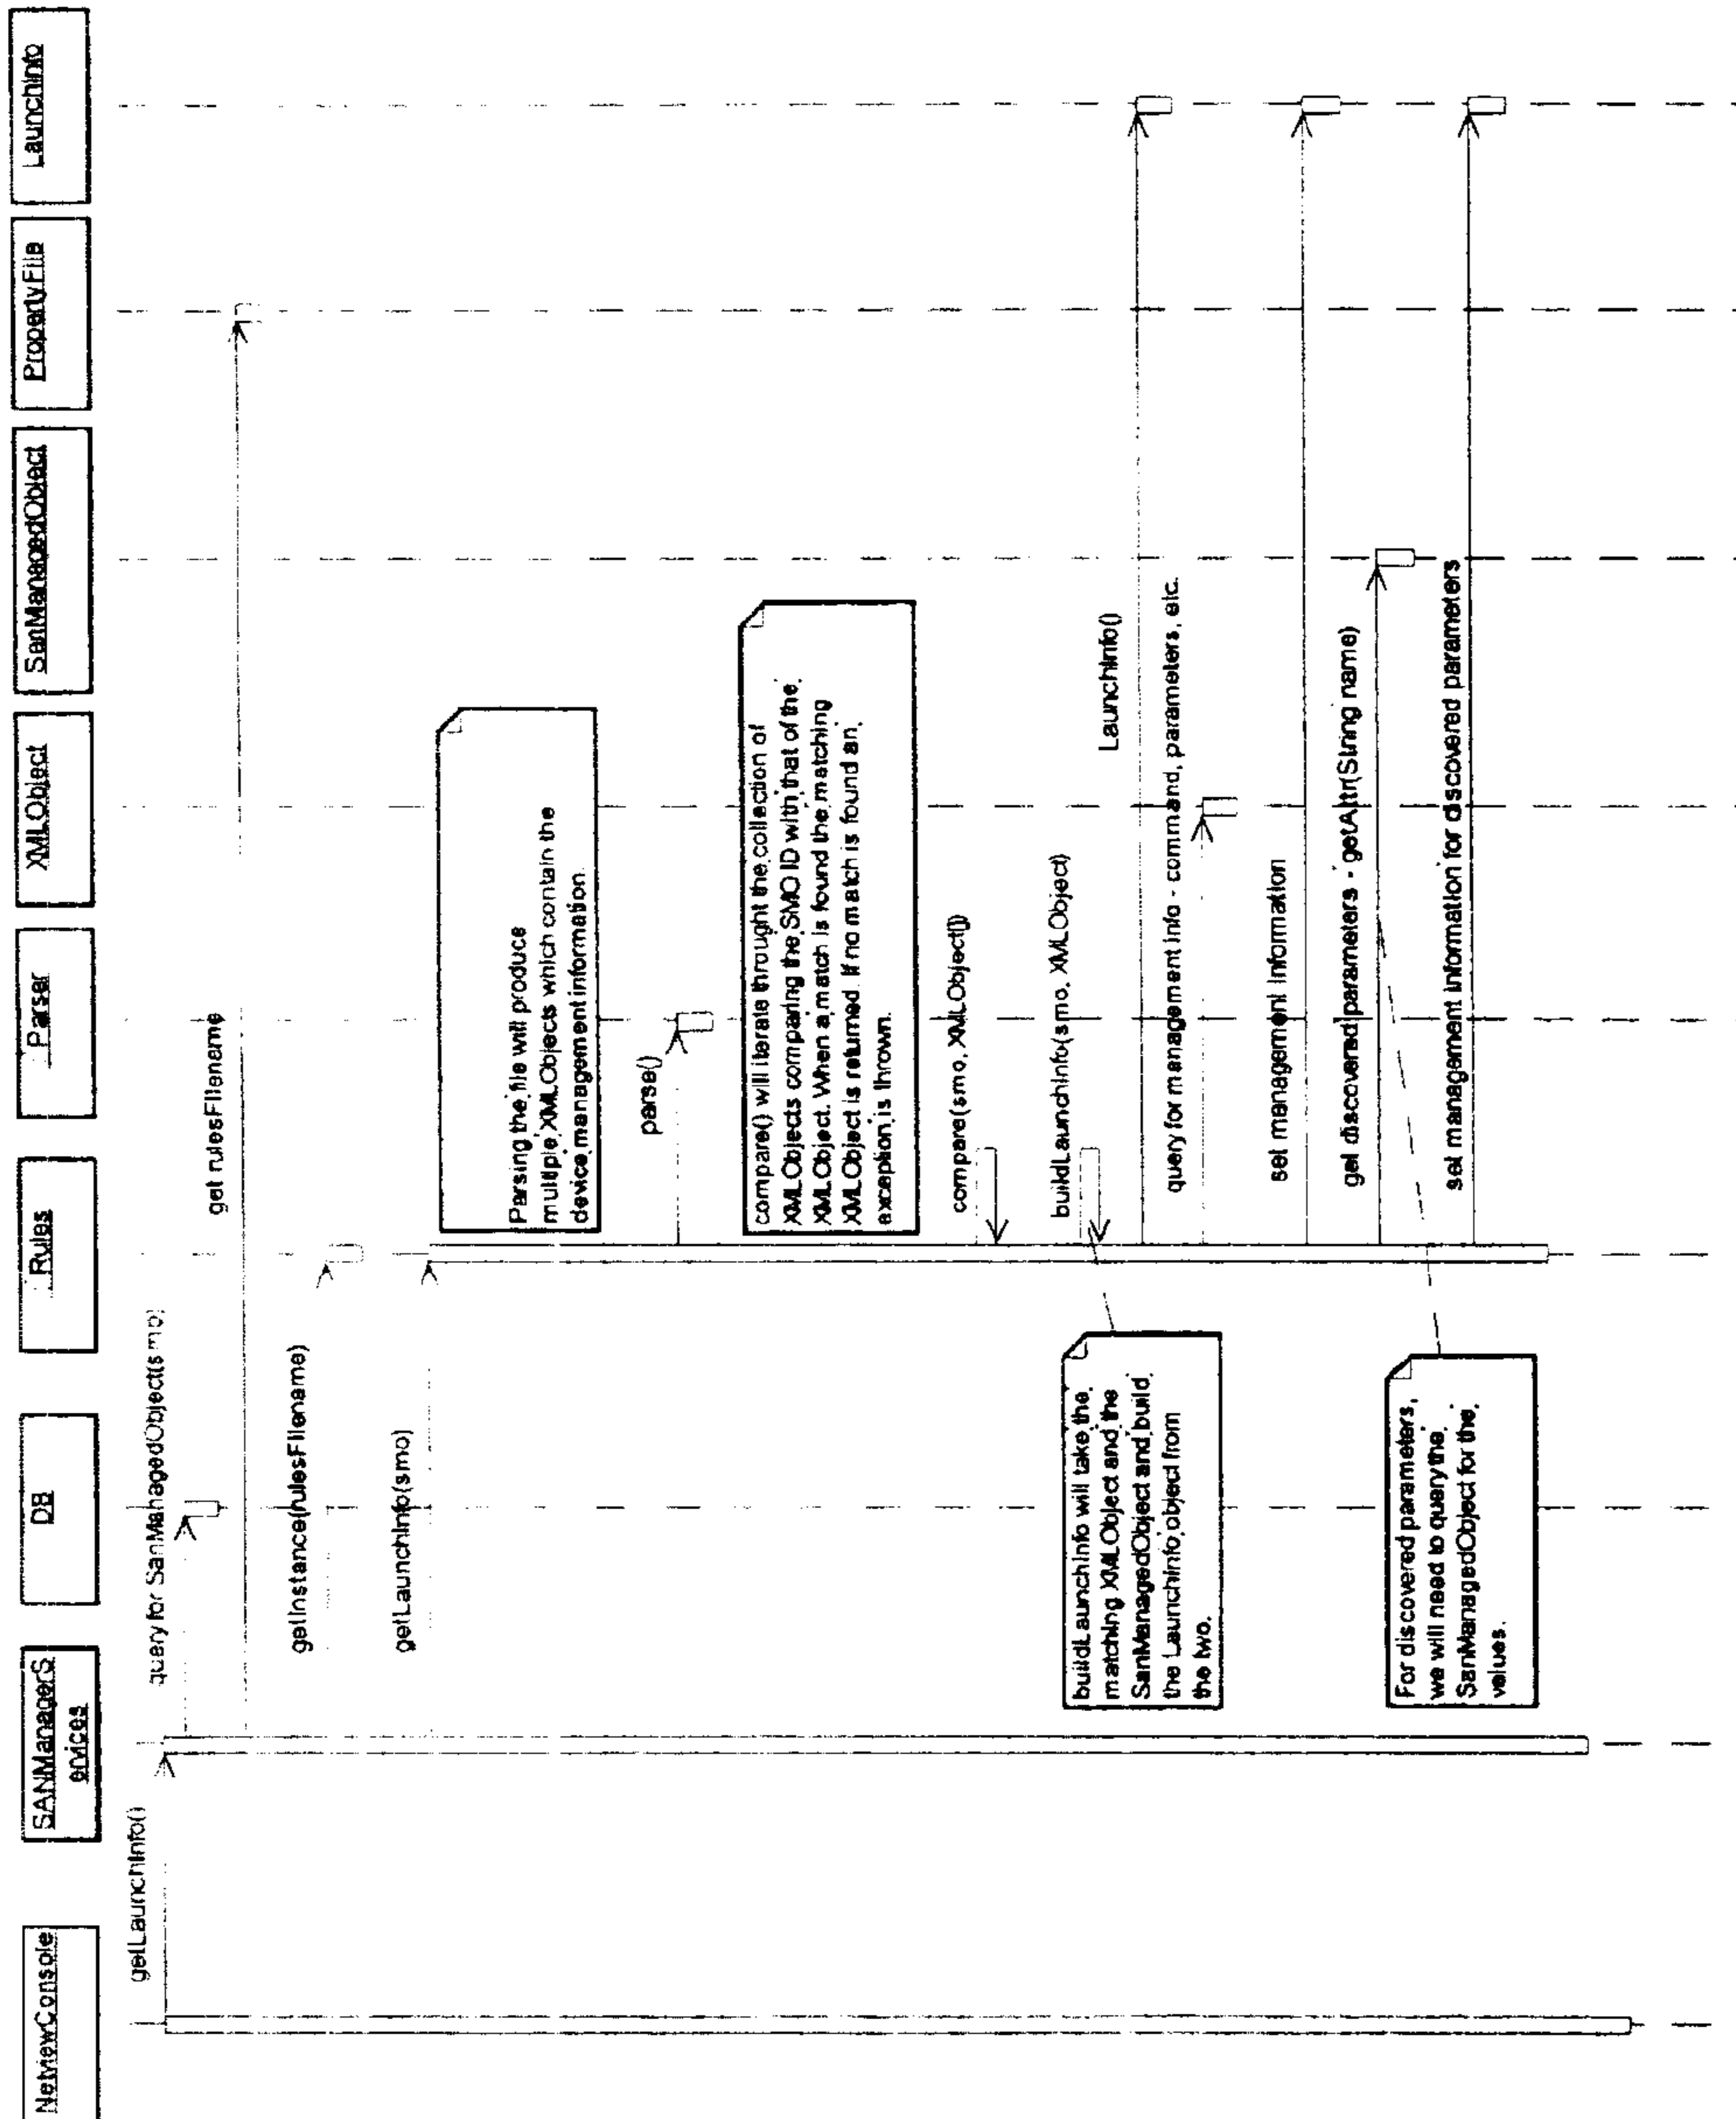 NetviewConsole
SANManagerS
ervices
DB
Rules
Parser
XMLObject
SanManagedObject
PropertyFile
LaunchInfo
getLaunchInfo()
query for SanManagedObject(smo)
get rulesFilename
getInstance(rulesFilename)
getLaunchInfo(smo)
Parsing the file will produce
multiple XMLObjects which contain the
device management information.
parse()
compare() will iterate throught the collection of
XMLObjects comparing the SMO ID with that of the
XMLObject. When a match is found the matching
XMLObject is returned. If no match is found an
exception is thrown.
compare(smo, XMLObject[])
buildLaunchInfo(smo, XMLObject)
buildLaunchInfo will take the
matching XMLObject and the
SanManagedObject and build
the LaunchInfo object from
the two.
LaunchInfo()
query for management info - command, parameters, etc.
set management information
get discovered parameters - getAttr(String name)
For discovered parameters,
we will need to query the
SanManagedObject for the
values.
set management information for discovered parameters